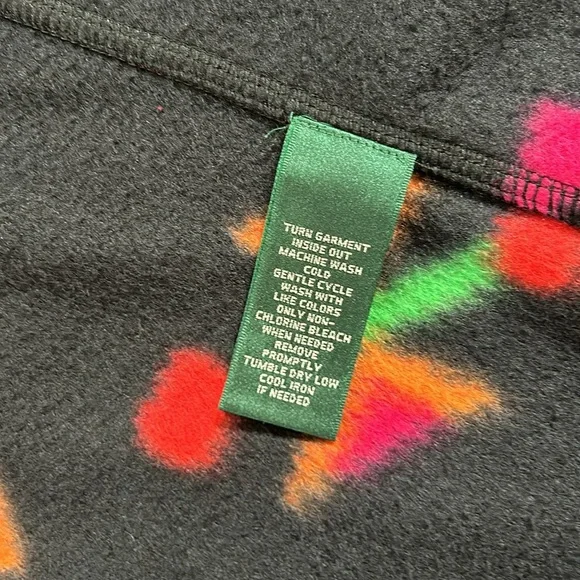 TURN GARMENT
INSIDE OUT
MACHINE WASH
COLD
GENTLE CYCLE
WASH WITH
LIKE COLORS
ONLY NON-
CHLORINE BLEACH
WHEN NEEDED
REMOVE
PROMPTLY
TUMBLE DRY LOW
COOL IRON
IF NEEDED